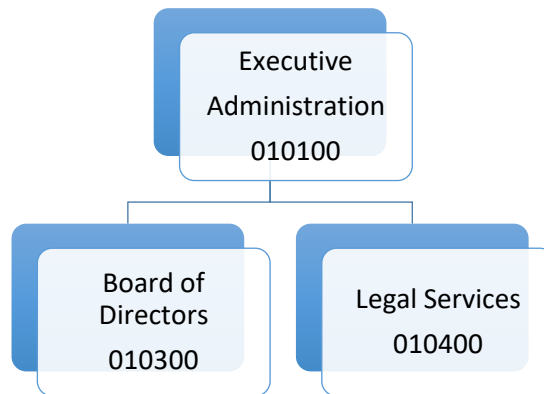 Executive
Administration
010100
Board of
Directors
010300
Legal Services
010400